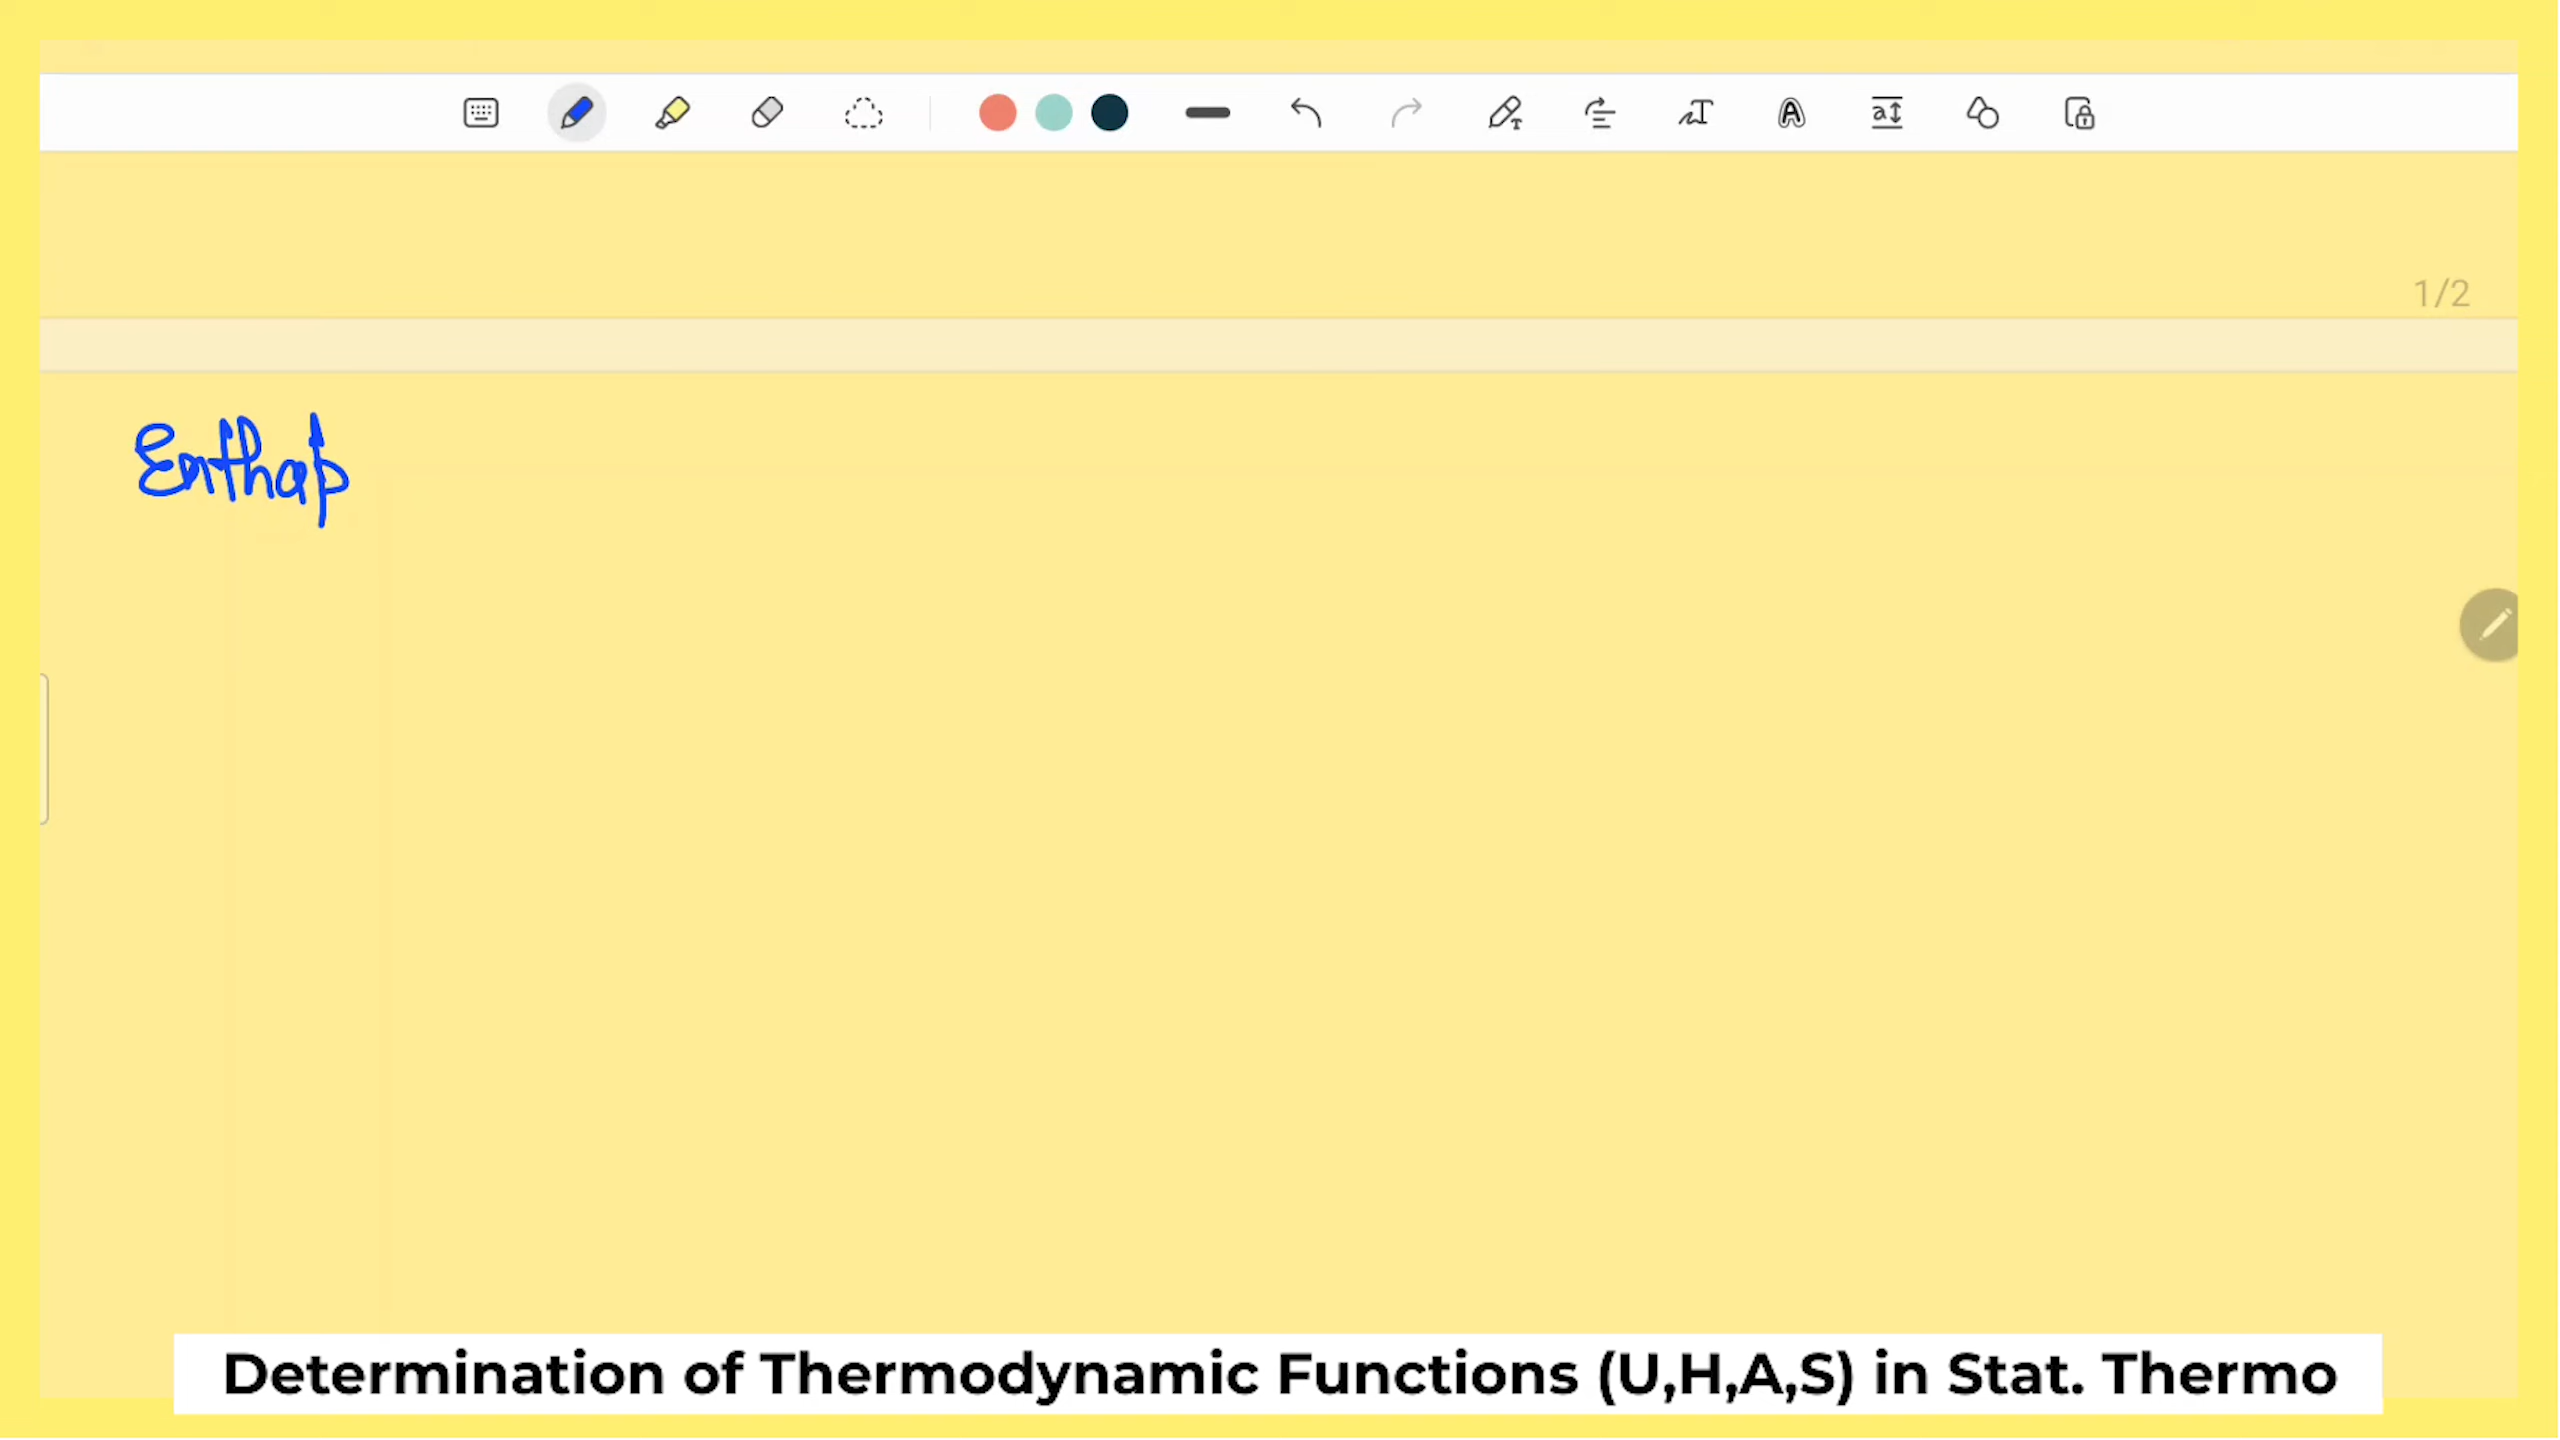 1/2
Enthap
Determination of Thermodynamic Functions (U,H,A,S) in Stat. Thermo